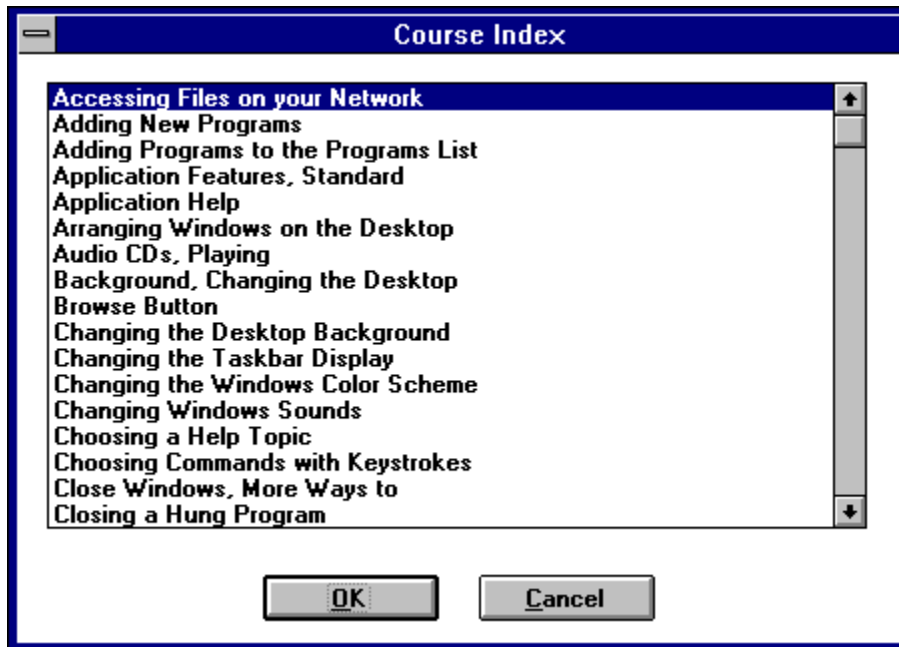 Course Index
Accessing Files on your Network
Adding New Programs
Adding Programs to the Programs List
Application Features, Standard
Application Help
Arranging Windows on the Desktop
Audio CDs, Playing
Background, Changing the Desktop
Browse Button
Changing the Desktop Background
Changing the Taskbar Display
Changing the Windows Color Scheme
Changing Windows Sounds
Choosing a Help Topic
Choosing Commands with Keystrokes
Close Windows, More Ways to
Closing a Hung Program
OK Cancel